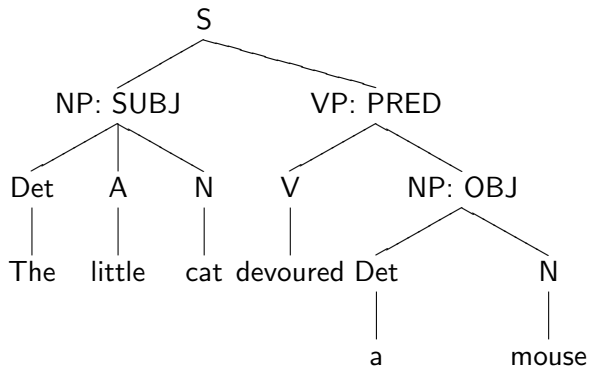 S
NP: SUBJ VP: PRED
Det A N V NP: OBJ
The little cat devoured Det N
a mouse